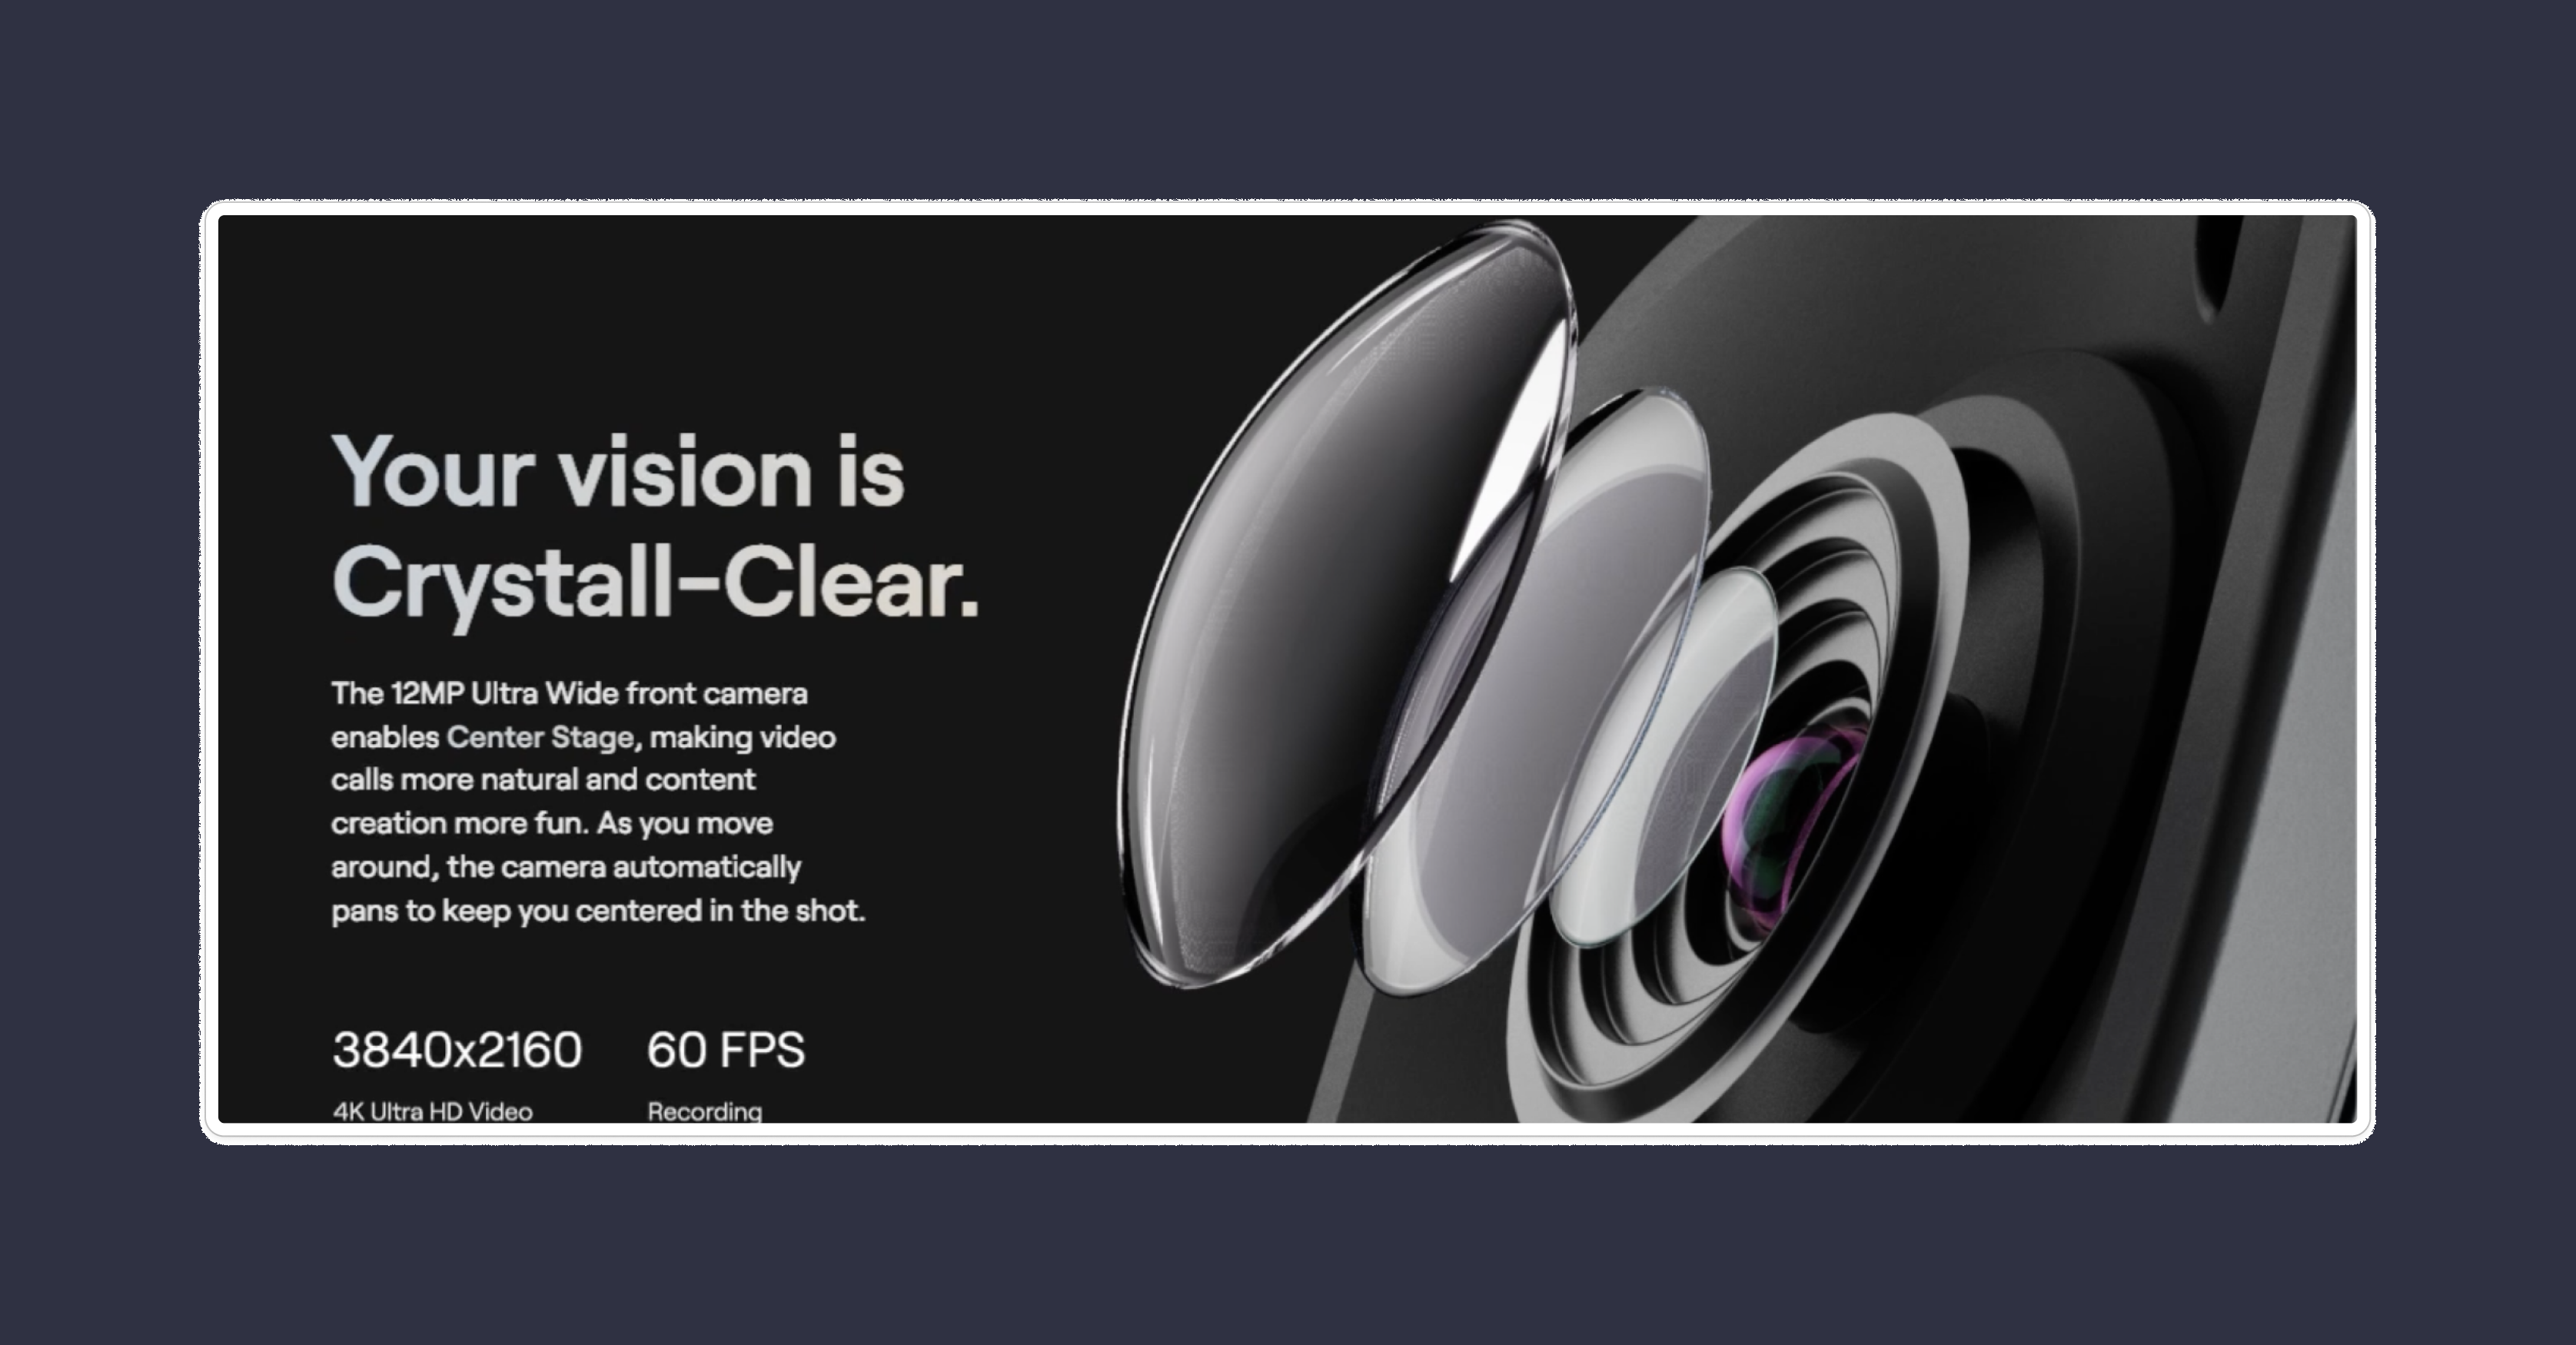 Your vision is
Crystall-Clear.
The 12MP Ultra Wide front camera
enables Center Stage, making video
calls more natural and content
creation more fun. As you move
around, the camera automatically
pans to keep you centered in the shot.
3840x2160 60 FPS
4K Ultra HD Video Recording